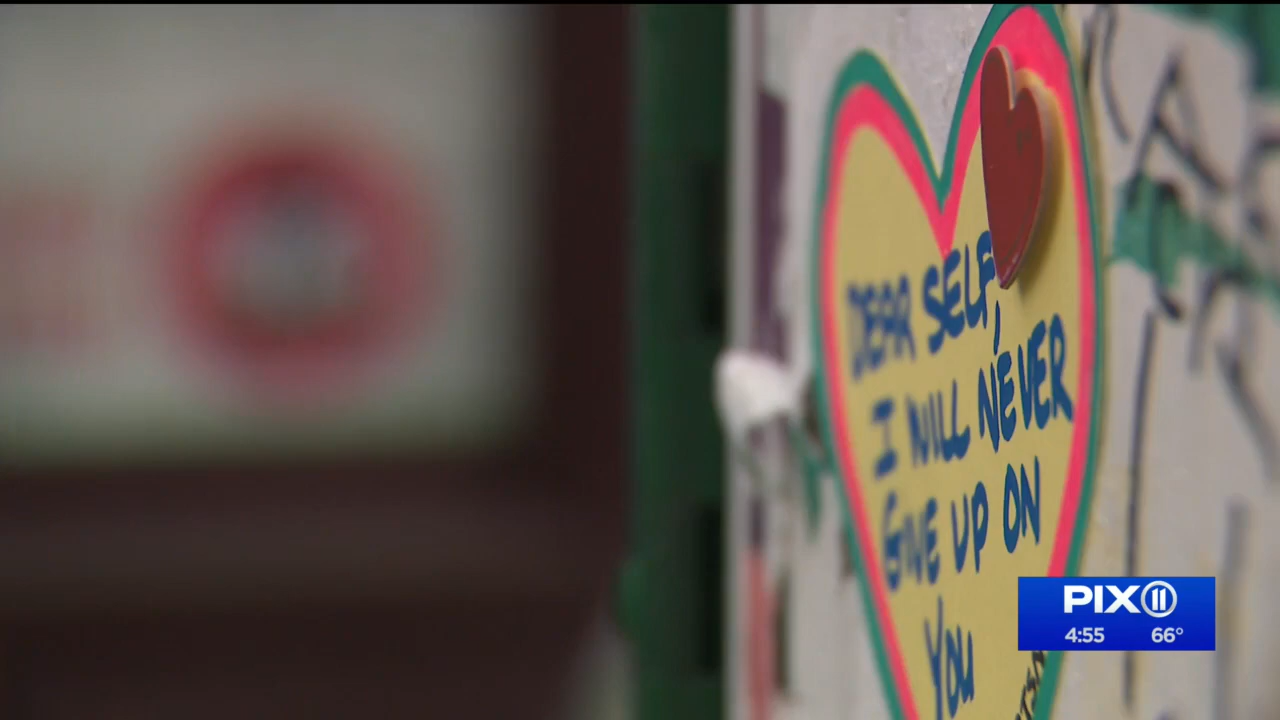 DEAR SELF,
I WILL NEVER
GIVE UP ON
YOU
PIX11
4:55 66°